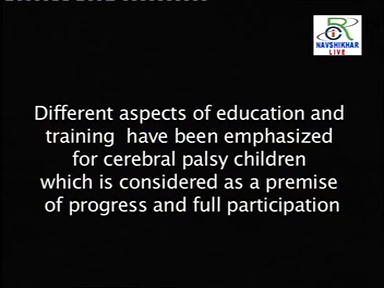 NAVSHIKHAR
LIVE
Different aspects of education and
training have been emphasized
for cerebral palsy children
which is considered as a premise
of progress and full participation